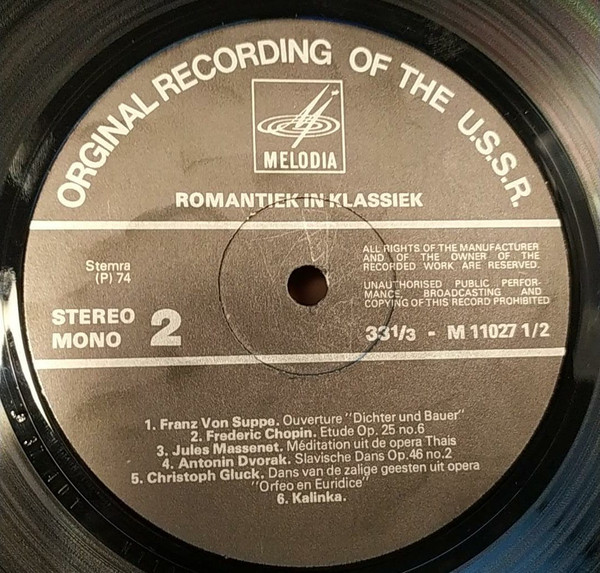 ORGINAL RECORDING OF THE U.S.S.R.
MELODIA
ROMANTIEK IN KLASSIEK
Stemra
(P) 74
STEREO
MONO
2
ALL RIGHTS OF THE MANUFACTURER
AND OF THE OWNER OF THE
RECORDED WORK ARE RESERVED.
UNAUTHORISED PUBLIC PERFOR-
MANCE, BROADCASTING AND
COPYING OF THIS RECORD PROHIBITED
33 1/3 - M 11027 1/2
1. Franz Von Suppe. Ouverture "Dichter und Bauer"
2. Frederic Chopin. Etude Op. 25 no.6
3. Jules Massenet. Méditation uit de opera Thais
4. Antonin Dvorak. Slavische Dans Op.46 no.2
5. Christoph Gluck. Dans van de zalige geesten uit opera
"Orfeo en Euridice"
6. Kalinka.